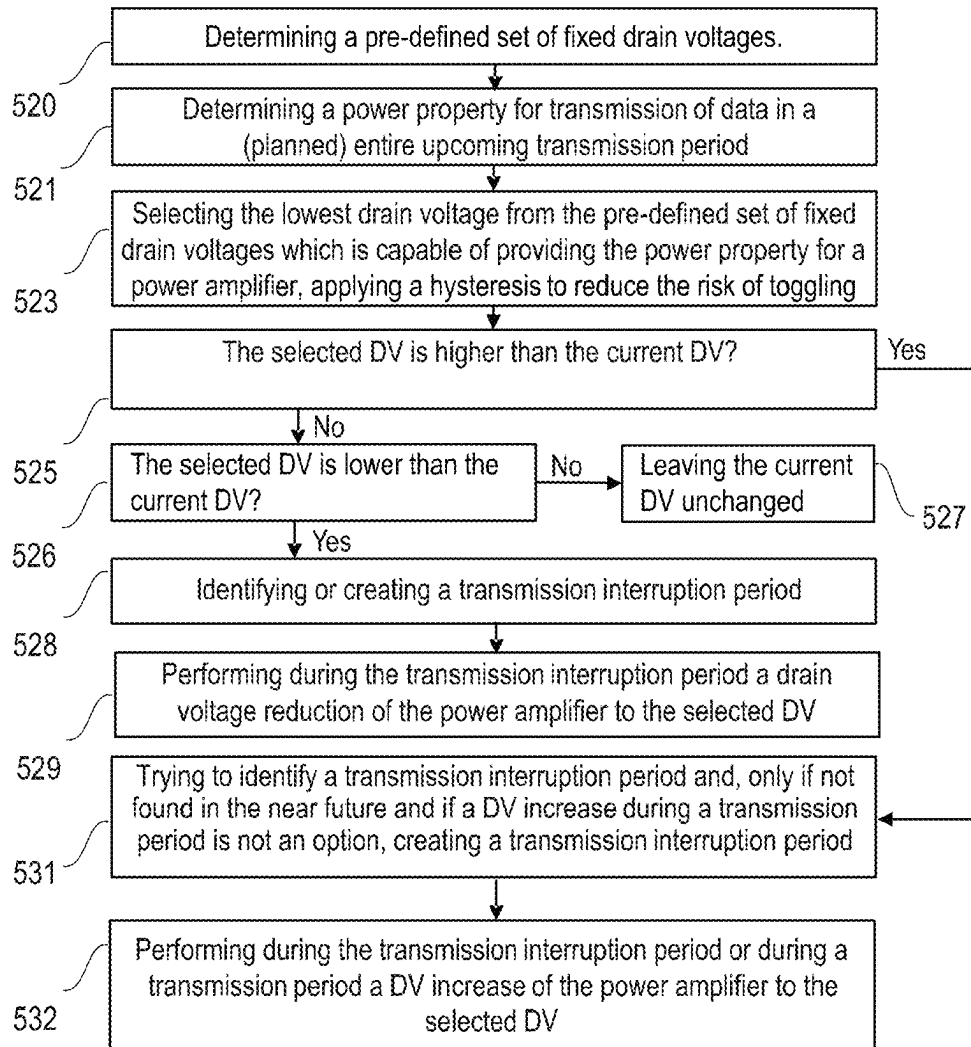 Determining a pre-defined set of fixed drain voltages.
520
Determining a power property for transmission of data in a
(planned) entire upcoming transmission period
521
Selecting the lowest drain voltage from the pre-defined set of fixed
drain voltages which is capable of providing the power property for
a power amplifier, applying a hysteresis to reduce the risk of toggling
523
The selected DV is higher than the current DV?
Yes
No
525
The selected DV is lower than the
current DV?
No
Leaving the current
DV unchanged
527
Yes
526
Identifying or creating a transmission interruption period
528
Performing during the transmission interruption period a drain
voltage reduction of the power amplifier to the selected DV
529
Trying to identify a transmission interruption period and, only if not
found in the near future and if a DV increase during a transmission
period is not an option, creating a transmission interruption period
531
Performing during the transmission interruption period or during a
transmission period a DV increase of the power amplifier to the
selected DV
532